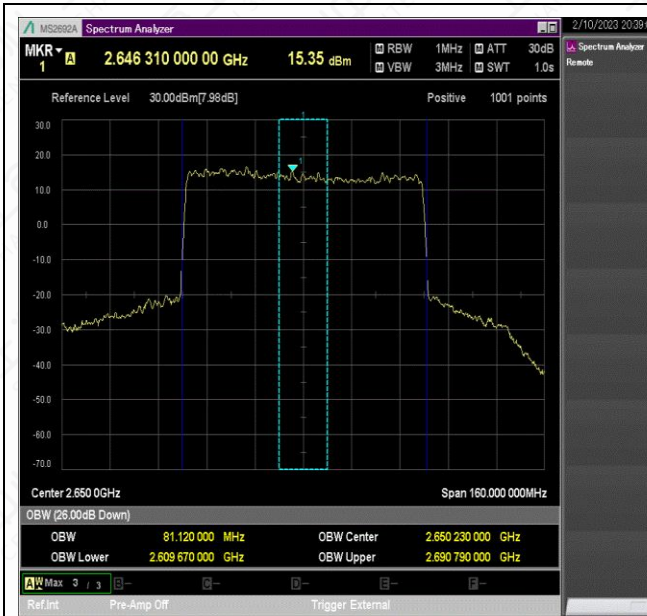 MS2692A Spectrum Analyzer
2/10/2023 20:39:
MKR 1 A 2.646 310 000 00 GHz 15.35 dBm
RBW 1MHz ATT 30dB
VBW 3MHz SWT 1.0s
Spectrum Analyzer
Remote
Reference Level 30.00dBm[7.98dB] Positive 1001 points
1
30.0
20.0
1
10.0
0.0
-10.0
-20.0
-30.0
-40.0
-50.0
-60.0
-70.0
Center 2.650 0GHz Span 160.000 000MHz
OBW (26.00dB Down)
OBW 81.120 000 MHz OBW Center 2.650 230 000 GHz
OBW Lower 2.609 670 000 GHz OBW Upper 2.690 790 000 GHz
A W Max 3 / 3 B- C- D- E- F-
Ref.Int Pre-Amp Off Trigger External